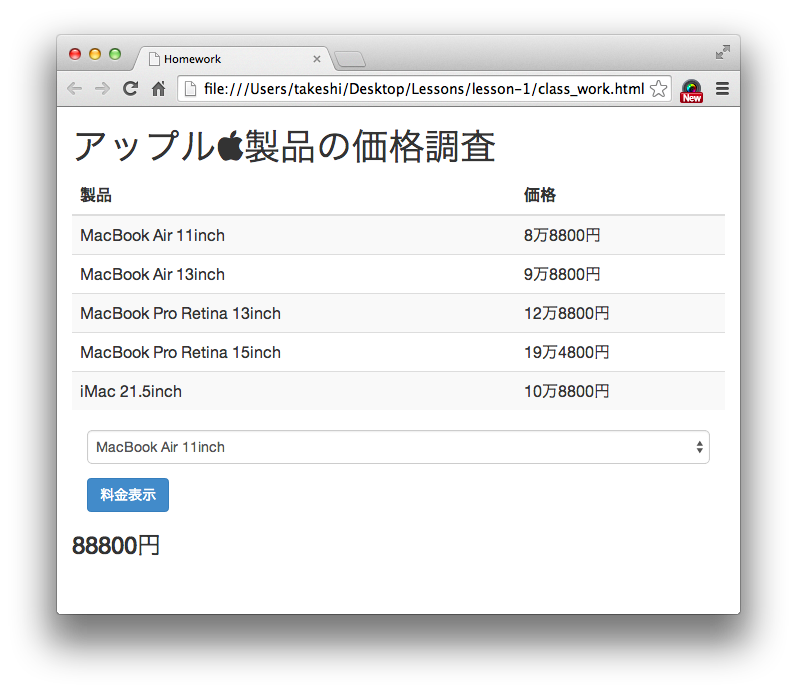 Homework
file:///Users/takeshi/Desktop/Lessons/lesson-1/class_work.html
New
アップル製品の価格調査
製品 価格
MacBook Air 11inch 8万8800円
MacBook Air 13inch 9万8800円
MacBook Pro Retina 13inch 12万8800円
MacBook Pro Retina 15inch 19万4800円
iMac 21.5inch 10万8800円
MacBook Air 11inch
料金表示
88800円